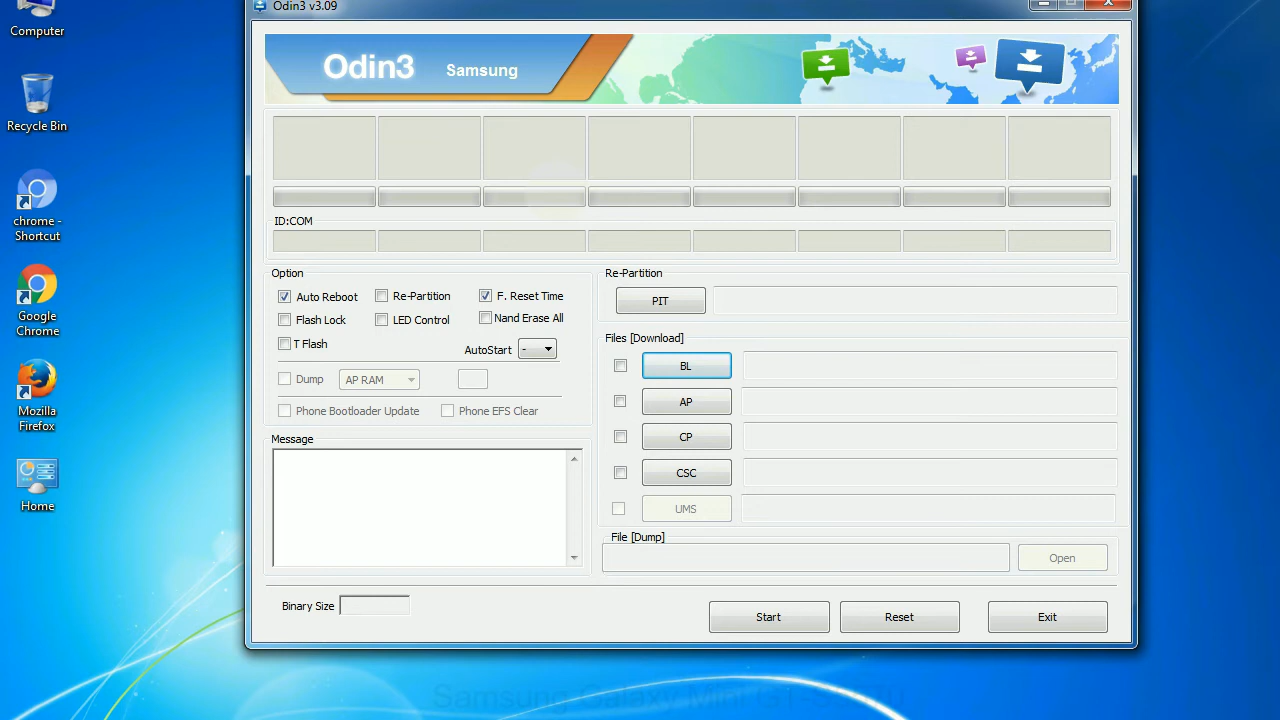 Odin3 v3.09
Computer
Recycle Bin
chrome -
Shortcut
Google
Chrome
Mozilla
Firefox
Home
Odin3 Samsung
ID:COM
Option
Auto Reboot Re-Partition F. Reset Time
Flash Lock LED Control Nand Erase All
T Flash AutoStart -
Dump AP RAM
Phone Bootloader Update Phone EFS Clear
Message
Re-Partition
PIT
Files [Download]
BL
AP
CP
CSC
UMS
File [Dump]
Open
Binary Size
Start Reset Exit
Samsung Galaxy Mini